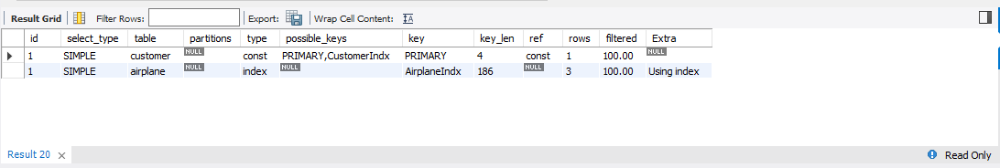 Result Grid Filter Rows: Export: Wrap Cell Content: IA
id select_type table partitions type possible_keys key key_len ref rows filtered Extra
1 SIMPLE customer NULL const PRIMARY,CustomerIndx PRIMARY 4 const 1 100.00 NULL
1 SIMPLE airplane NULL index NULL AirplaneIndx 186 NULL 3 100.00 Using index
Result 20 × Read Only